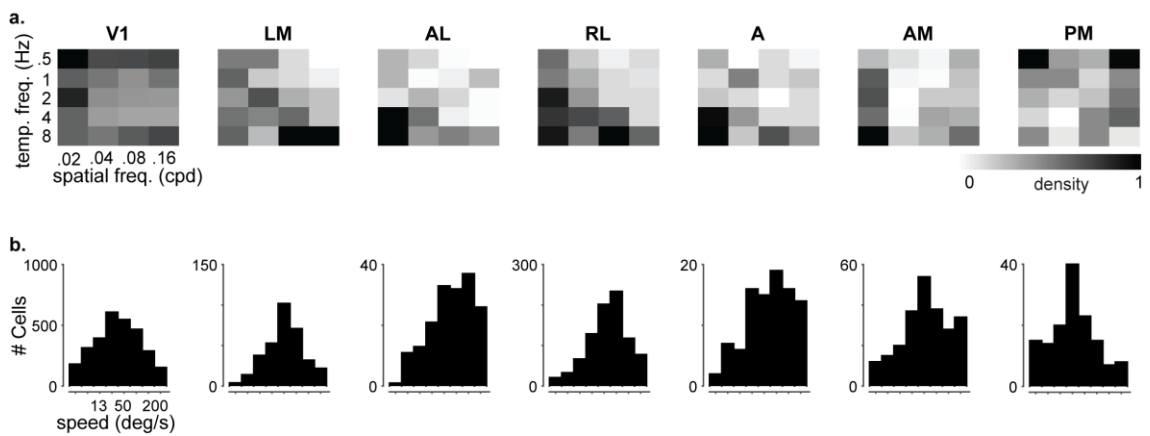 a.
V1 LM AL RL A AM PM
temp. freq. (Hz)
.5
1
2
4
8
.02 .04 .08 .16
spatial freq. (cpd)
0 1
density
b.
1000 150 40 300 20 60 40
# Cells
500
0 0 0 0 0 0 0
13 50 200
speed (deg/s)